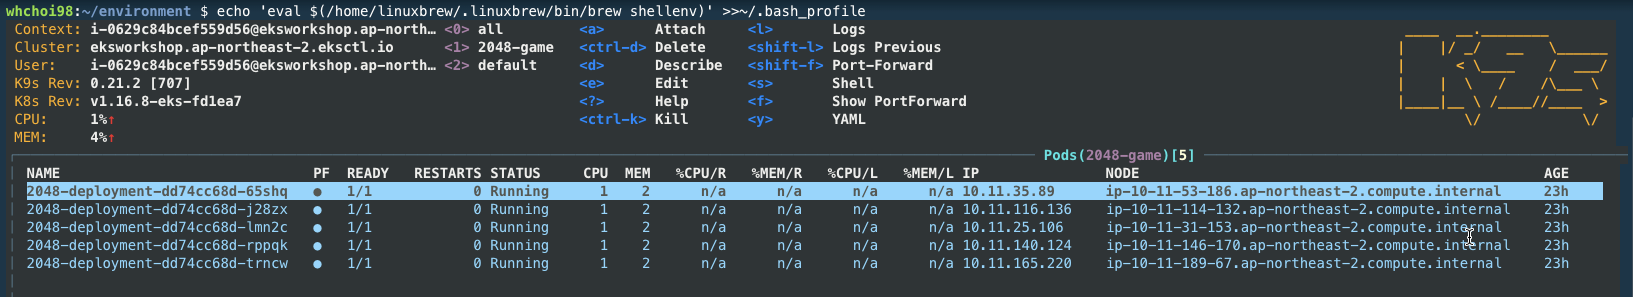 whchoi98:~/environment $ echo 'eval $(/home/linuxbrew/.linuxbrew/bin/brew shellenv)' >>~/.bash_profile
Context: i-0629c84bcef559d56@eksworkshop.ap-north… <0> all <a> Attach <l> Logs
Cluster: eksworkshop.ap-northeast-2.eksctl.io <1> 2048-game <ctrl-d> Delete <shift-l> Logs Previous
User: i-0629c84bcef559d56@eksworkshop.ap-north… <2> default <d> Describe <shift-f> Port-Forward
K9s Rev: 0.21.2 [707] <e> Edit <s> Shell
K8s Rev: v1.16.8-eks-fd1ea7 <?> Help <f> Show PortForward
CPU: 1%↑ <ctrl-k> Kill <y> YAML
MEM: 4%↑
K9s
Pods(2048-game)[5]
NAME PF READY RESTARTS STATUS CPU MEM %CPU/R %MEM/R %CPU/L %MEM/L IP NODE AGE
2048-deployment-dd74cc68d-65shq ● 1/1 0 Running 1 2 n/a n/a n/a n/a 10.11.35.89 ip-10-11-53-186.ap-northeast-2.compute.internal 23h
2048-deployment-dd74cc68d-j28zx ● 1/1 0 Running 1 2 n/a n/a n/a n/a 10.11.116.136 ip-10-11-114-132.ap-northeast-2.compute.internal 23h
2048-deployment-dd74cc68d-lmn2c ● 1/1 0 Running 1 2 n/a n/a n/a n/a 10.11.25.106 ip-10-11-31-153.ap-northeast-2.compute.internal 23h
2048-deployment-dd74cc68d-rppqk ● 1/1 0 Running 1 2 n/a n/a n/a n/a 10.11.140.124 ip-10-11-146-170.ap-northeast-2.compute.internal 23h
2048-deployment-dd74cc68d-trncw ● 1/1 0 Running 1 2 n/a n/a n/a n/a 10.11.165.220 ip-10-11-189-67.ap-northeast-2.compute.internal 23h